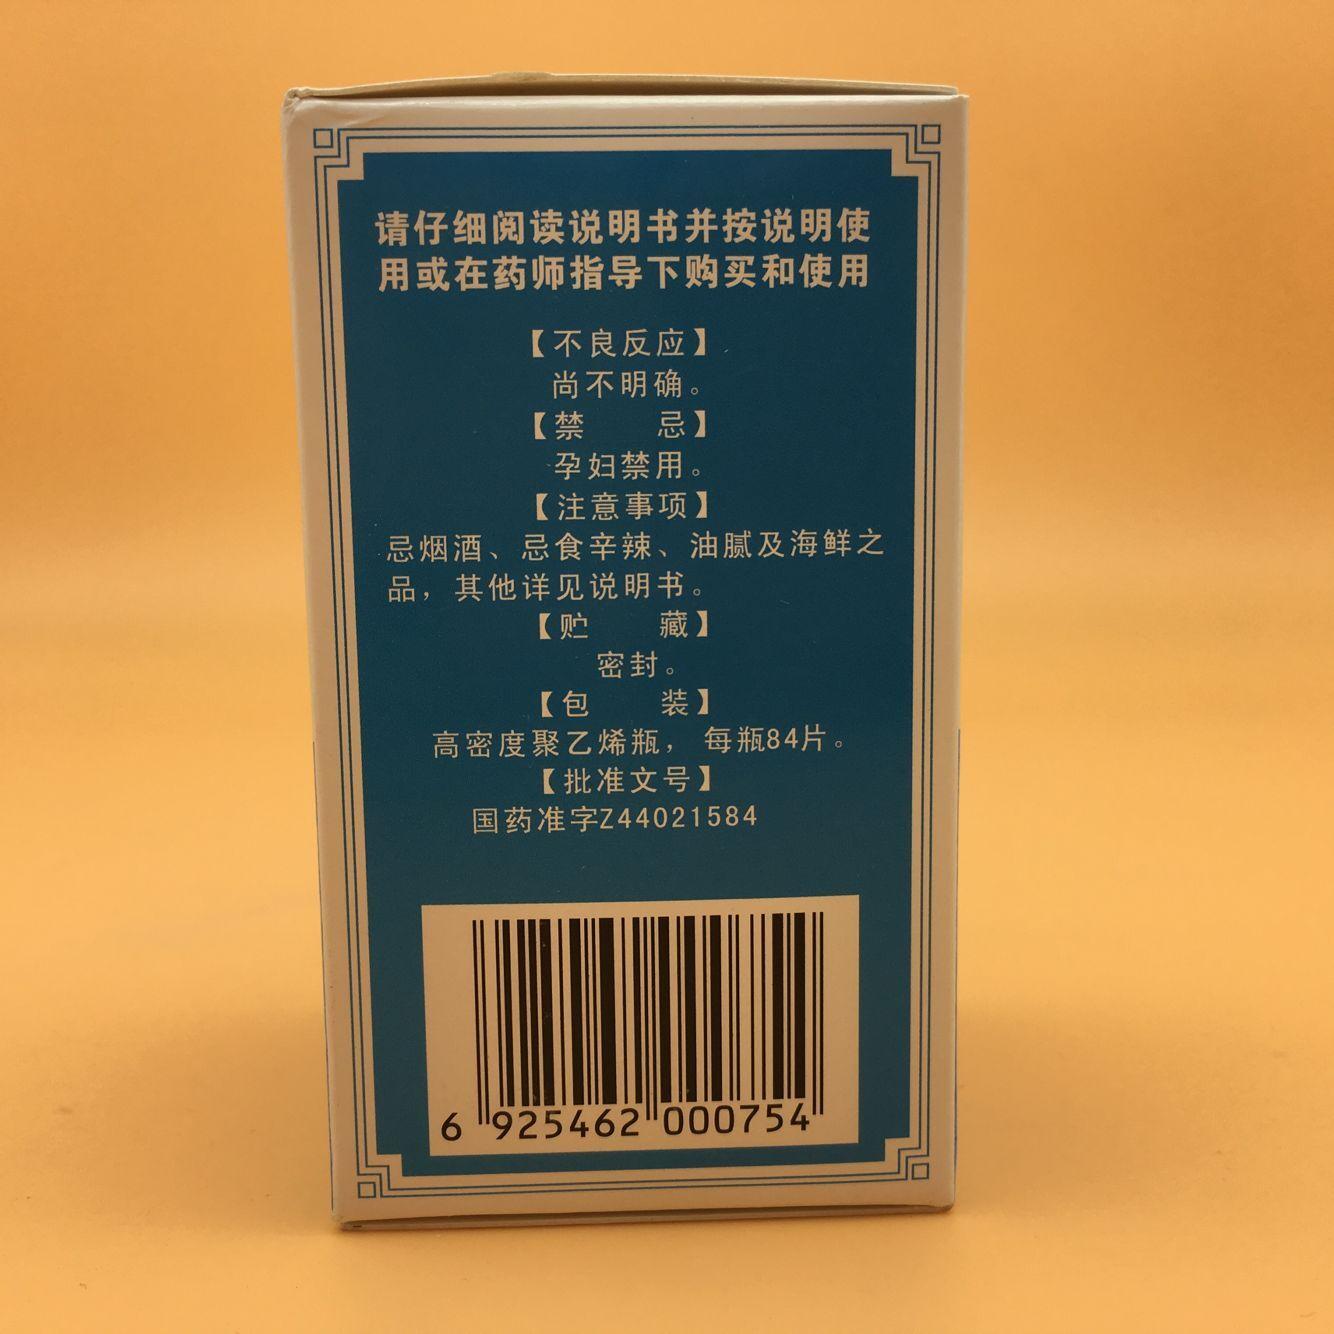 请仔细阅读说明书并按说明使
用或在药师指导下购买和使用
【不良反应】
尚不明确。
【禁　　忌】
孕妇禁用。
【注意事项】
忌烟酒、忌食辛辣、油腻及海鲜之
品，其他详见说明书。
【贮　　藏】
密封。
【包　　装】
高密度聚乙烯瓶， 每瓶84片。
【批准文号】
国药准字Z44021584
6 925462 000754